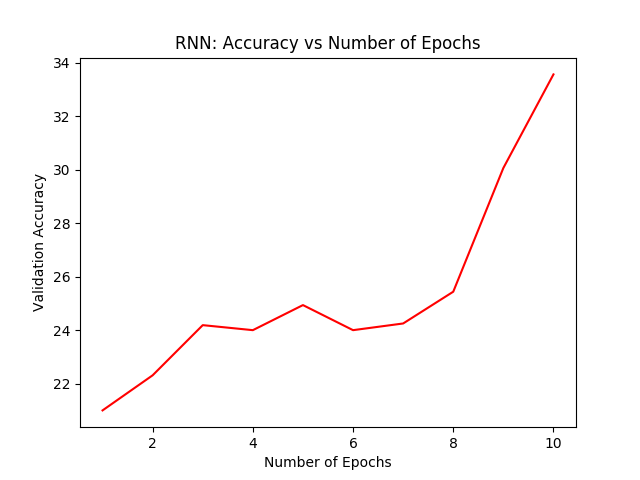 RNN: Accuracy vs Number of Epochs
34
32
30
28
26
24
22
Validation Accuracy
2 4 6 8 10
Number of Epochs